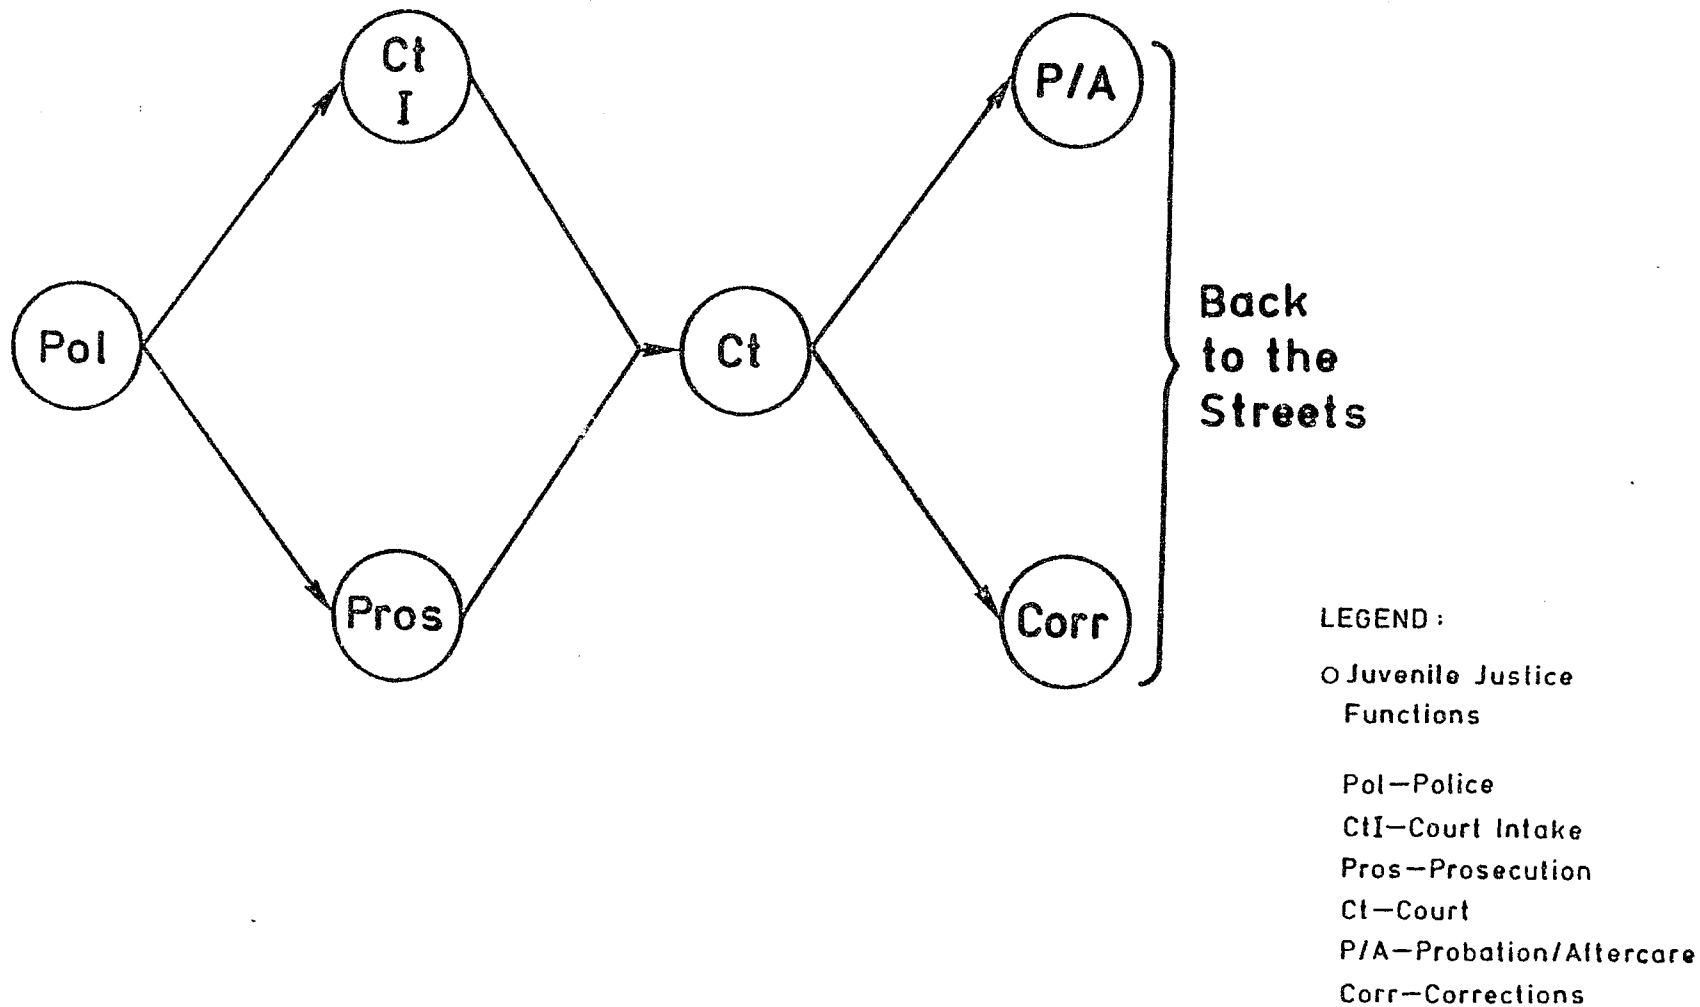 Ct
I
P/A
Pol
Ct
Back
to the
Streets
Pros
Corr
LEGEND:
Juvenile Justice
Functions
Pol—Police
CtI—Court Intake
Pros—Prosecution
Ct—Court
P/A—Probation/Aftercare
Corr—Corrections